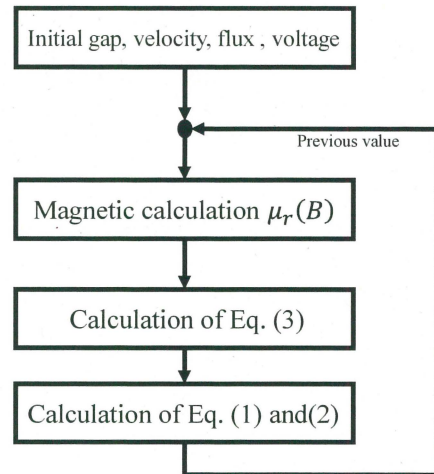 Initial gap, velocity, flux , voltage
Previous value
Magnetic calculation μr(B)
Calculation of Eq. (3)
Calculation of Eq. (1) and(2)